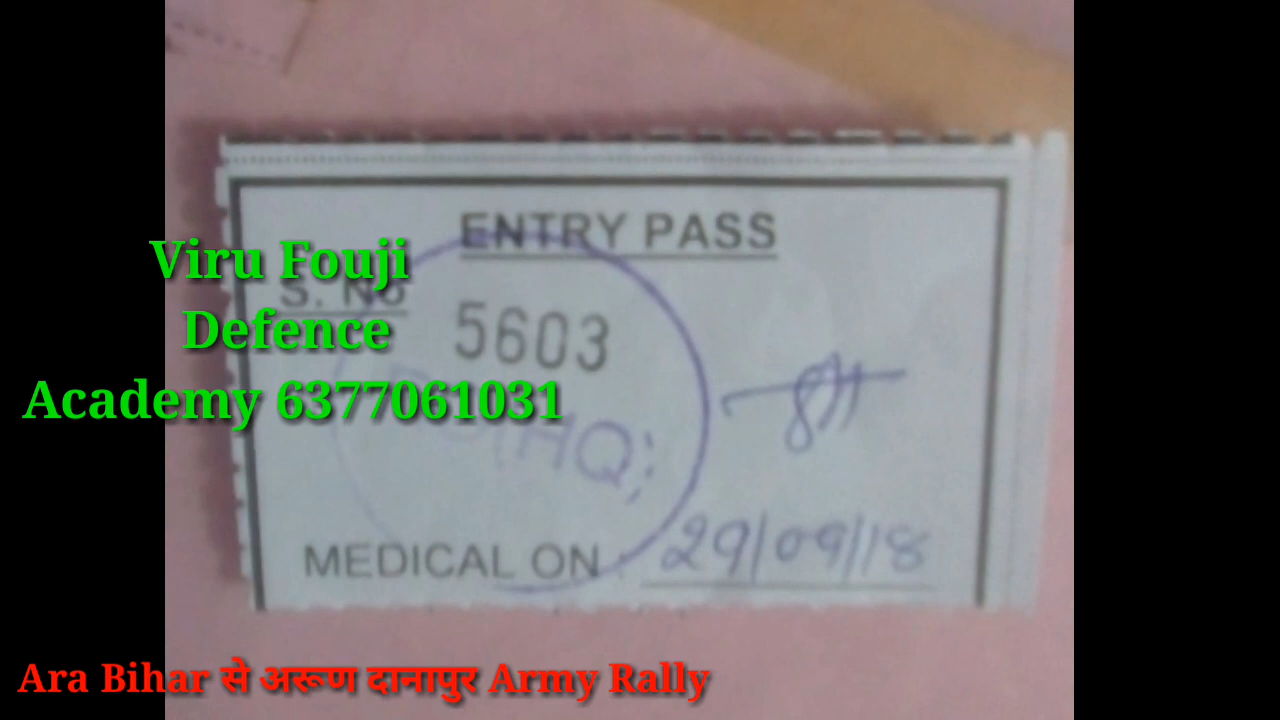 ENTRY PASS
Viru Fouji
S. No
5603
Defence
Academy 6377061031
HQ
MEDICAL ON 29/09/18
Ara Bihar से अरूण दानापुर Army Rally